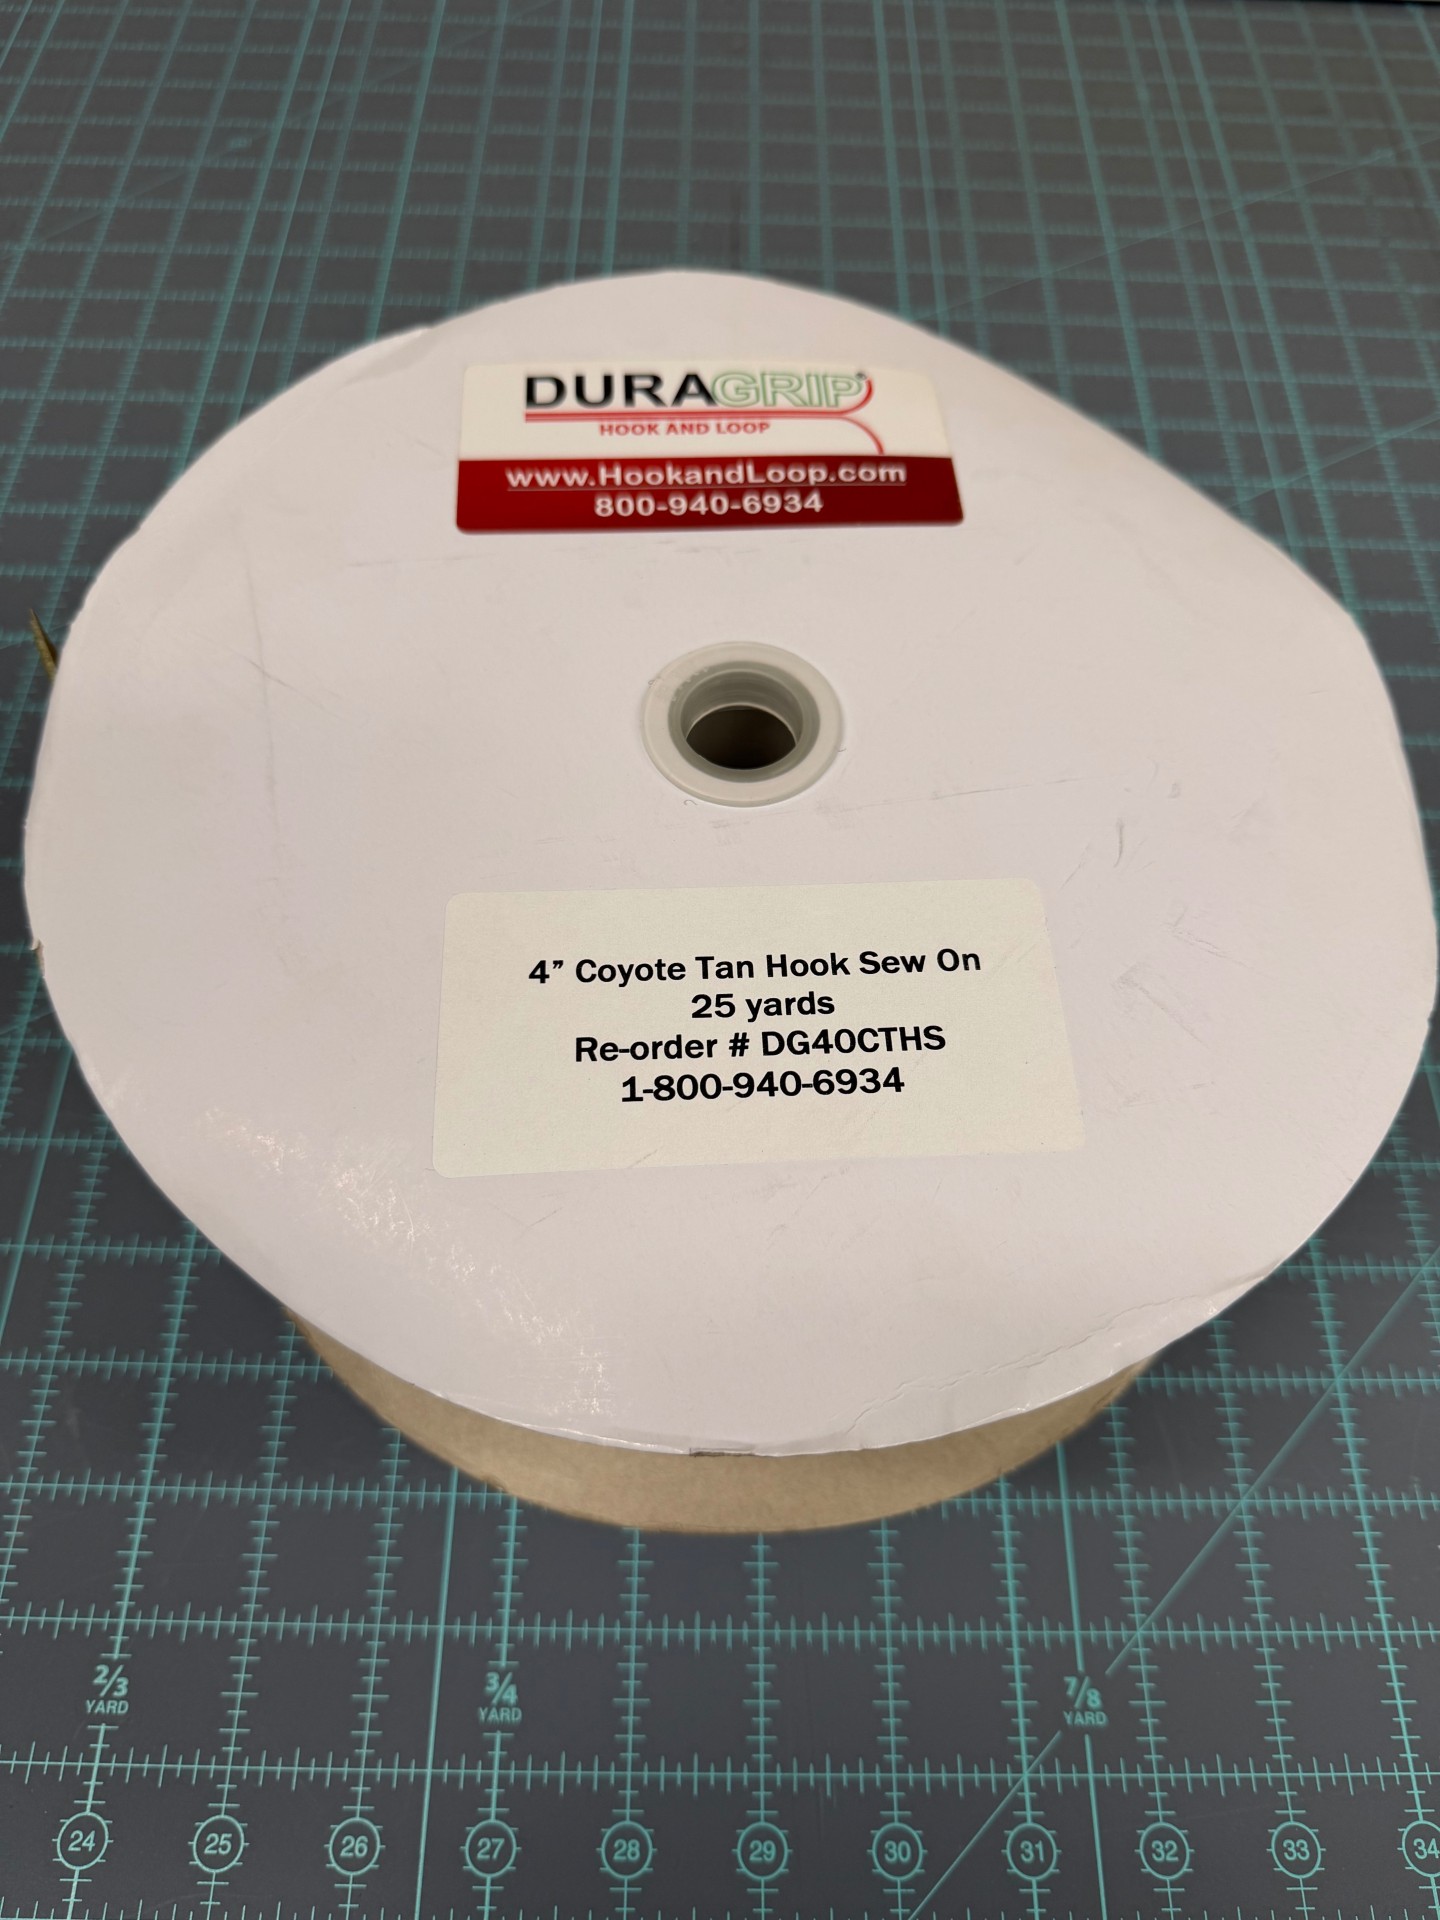 DURAGRIP®
HOOK AND LOOP
www.HookandLoop.com
800-940-6934
4” Coyote Tan Hook Sew On
25 yards
Re-order # DG40CTHS
1-800-940-6934
2/3 3/4 7/8
YARD YARD YARD
24 25 26 27 28 29 30 31 32 33 34